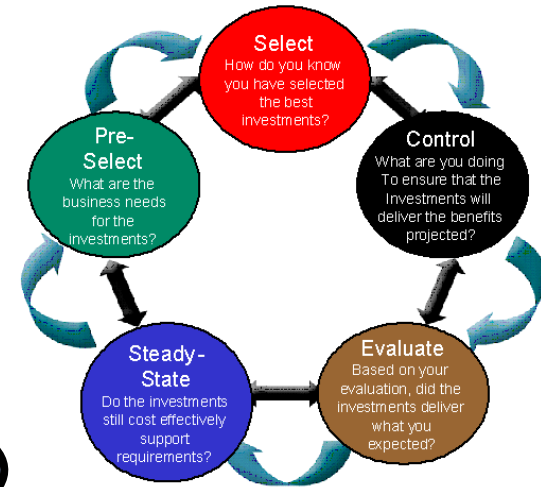 Select
How do you know
you have selected
the best
investments?
Pre-
Select
What are the
business needs
for the
investments?
Control
What are you doing
To ensure that the
Investments will
deliver the benefits
projected?
Steady-
State
Do the investments
still cost effectively
support
requirements?
Evaluate
Based on your
evaluation, did the
investments deliver
what you
expected?